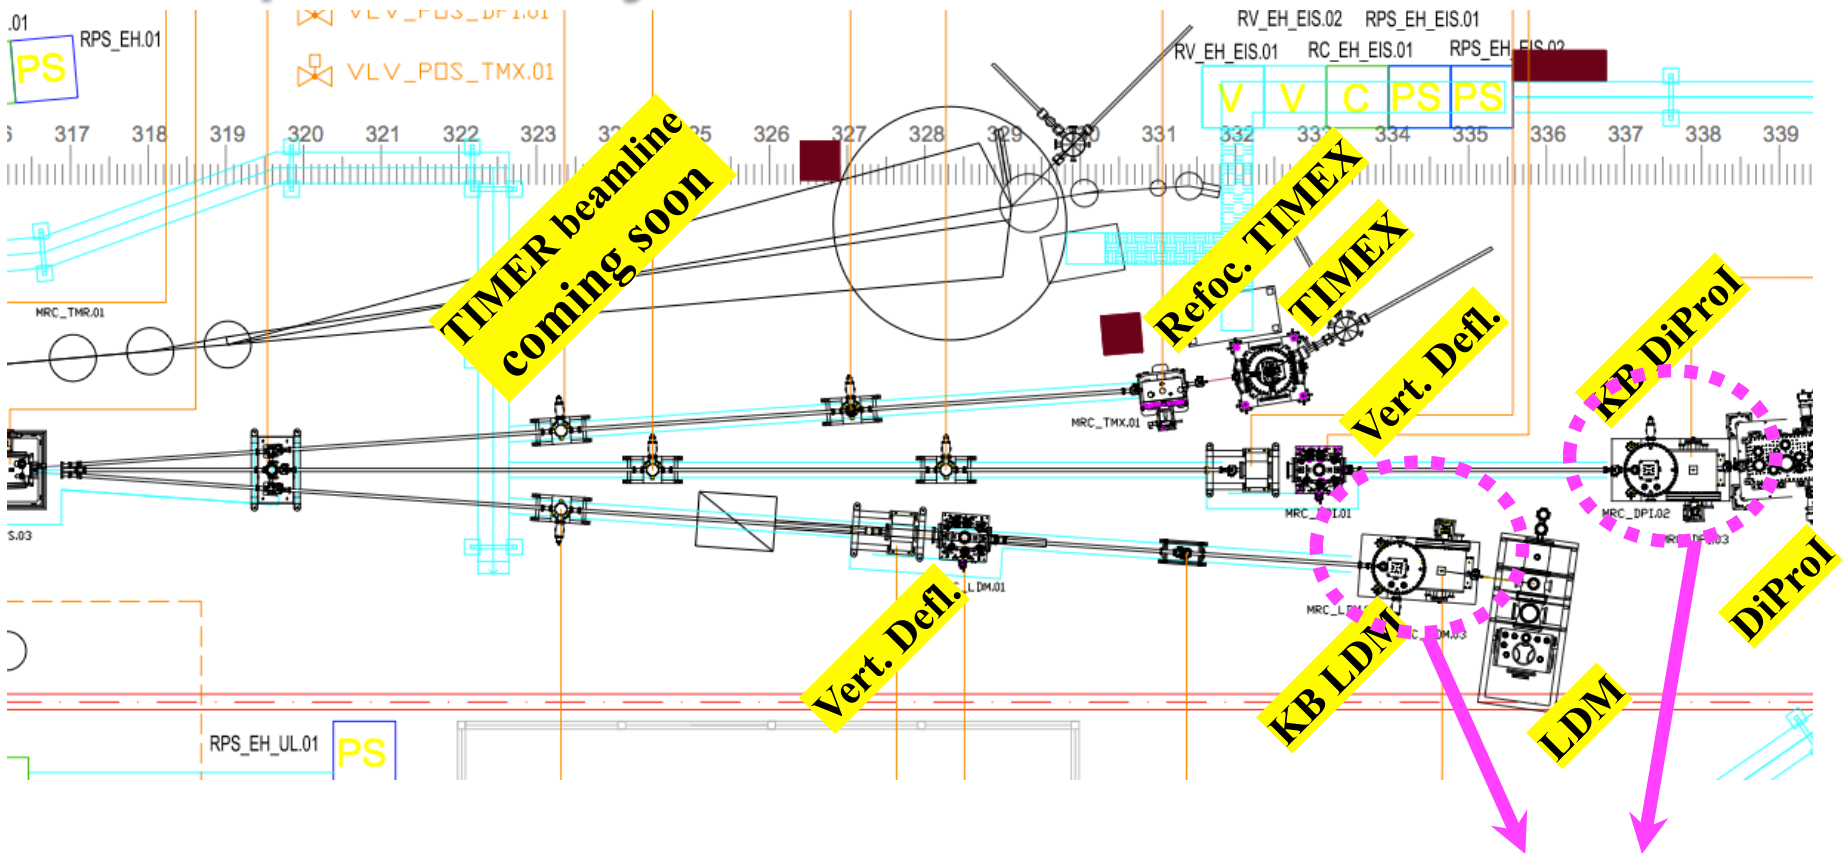 .01
RPS_EH.01
PS
VLV_POS_DPI.01
VLV_POS_TMX.01
RV_EH_EIS.02
RPS_EH_EIS.01
RV_EH_EIS.01
RC_EH_EIS.01
RPS_EH_EIS.02
V
V
C
PS
PS
317
318
319
320
321
322
323
325
326
327
328
329
331
332
333
334
335
336
337
338
339
TIMER beamline
coming soon
Refoc. TIMEX
TIMEX
Vert. Defl.
KB DiProI
DiProI
MRC_TMR.01
MRC_TMX.01
MRC_DPI.02
S.03
Vert. Defl.
KB LDM
LDM
RPS_EH_UL.01
PS